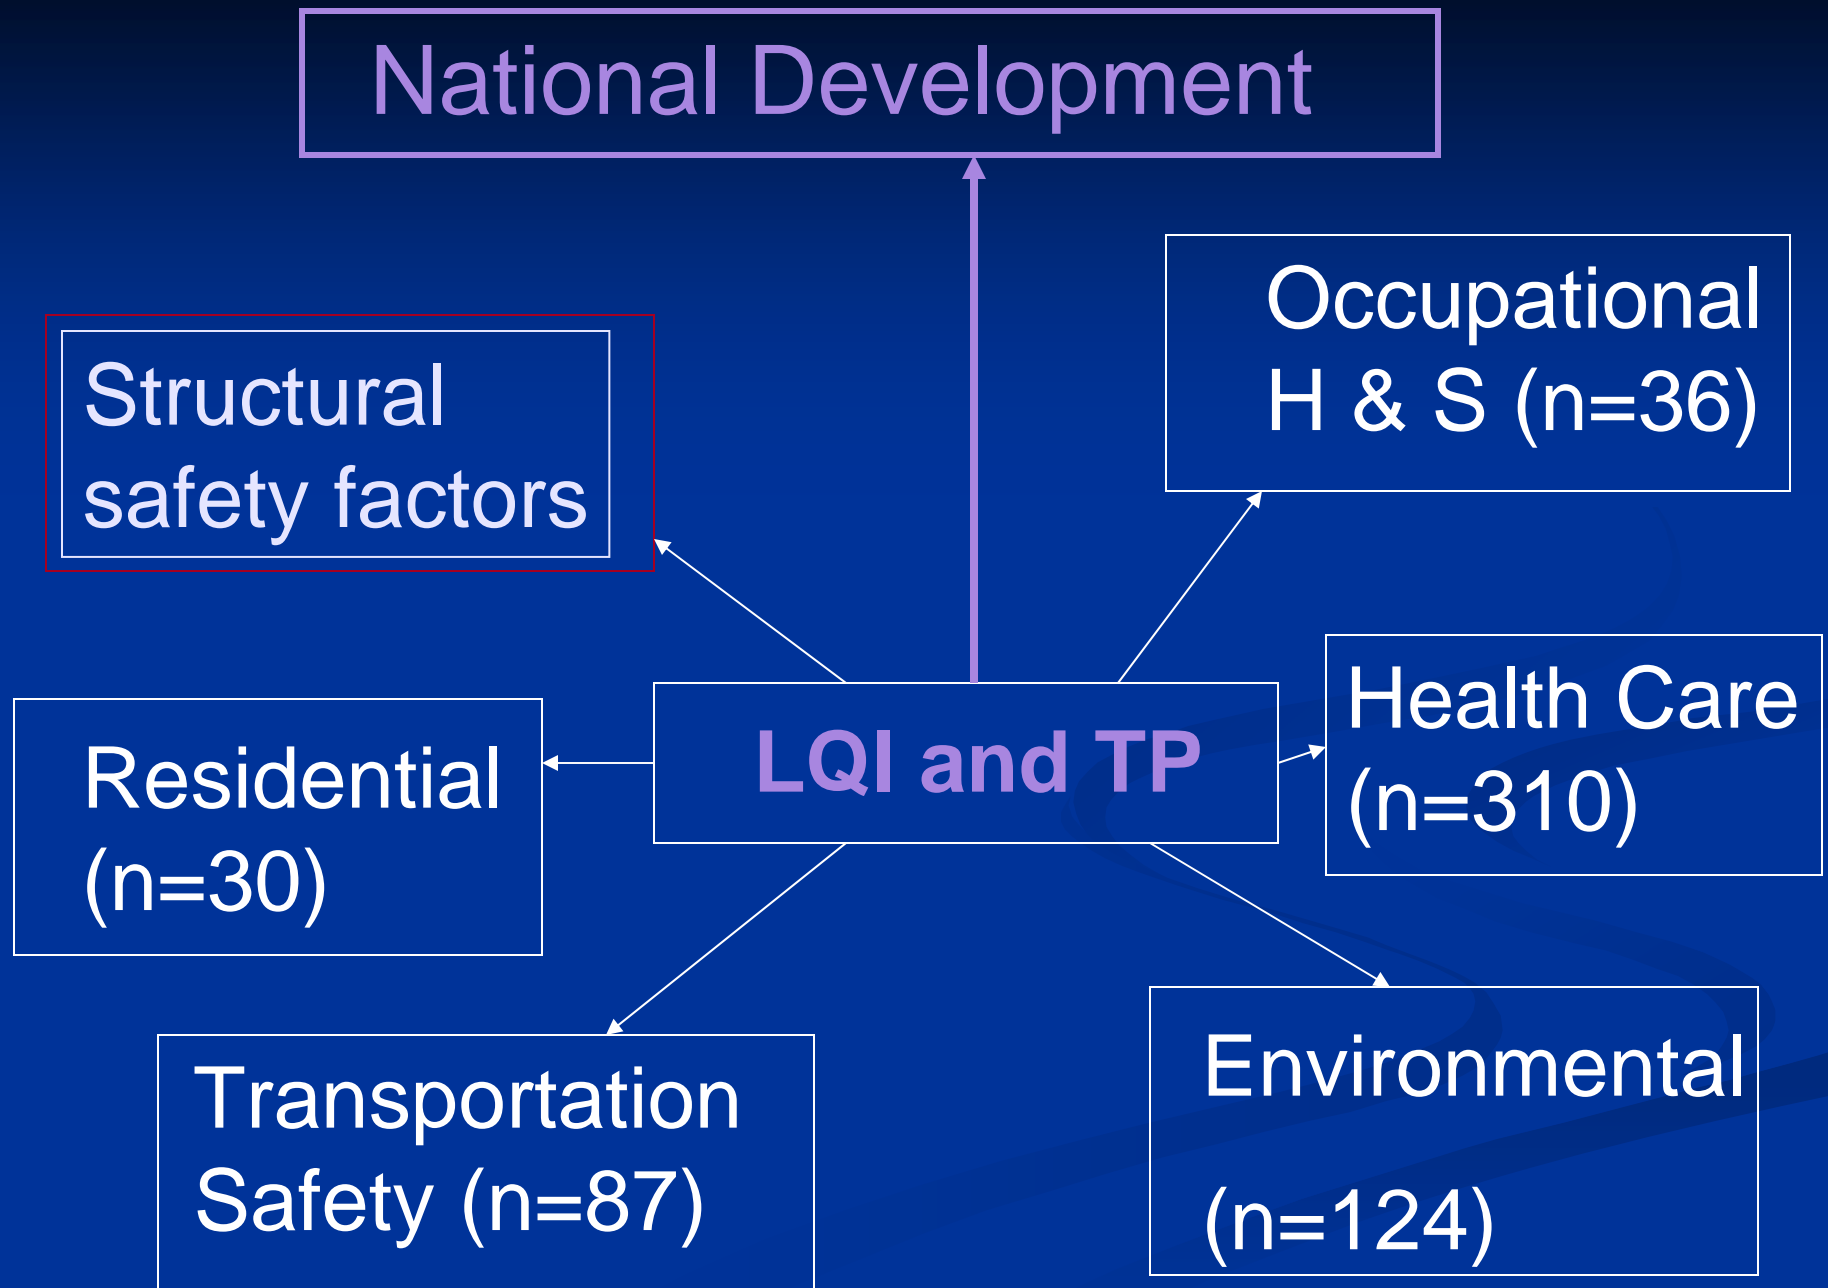 National Development
Occupational
H & S (n=36)
Structural
safety factors
Health Care
(n=310)
LQI and TP
Residential
(n=30)
Environmental
(n=124)
Transportation
Safety (n=87)